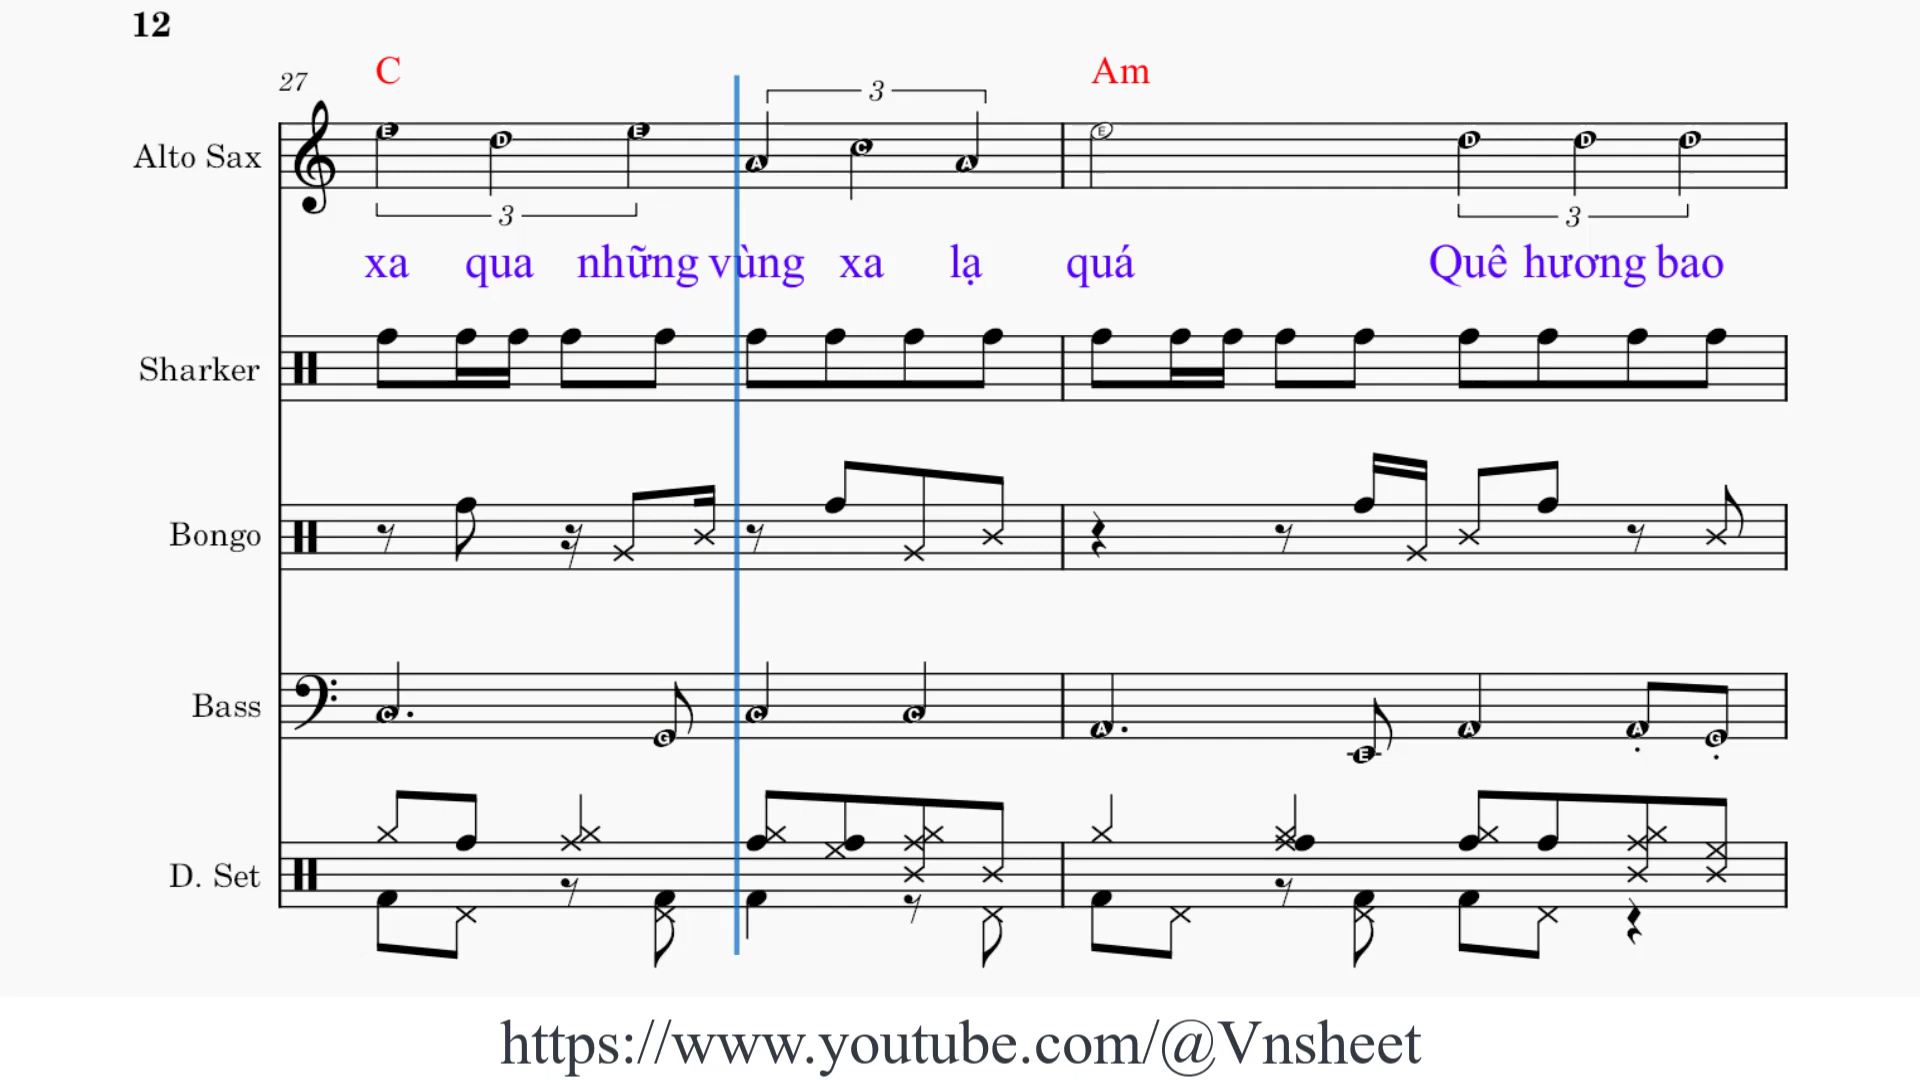 12
27 C Am
3
Alto Sax E D E A C A E D D D
3 3
xa qua những vùng xa lạ quá Quê hương bao
Sharker
Bongo
Bass C G C C A E A A G
D. Set
https://www.youtube.com/@Vnsheet